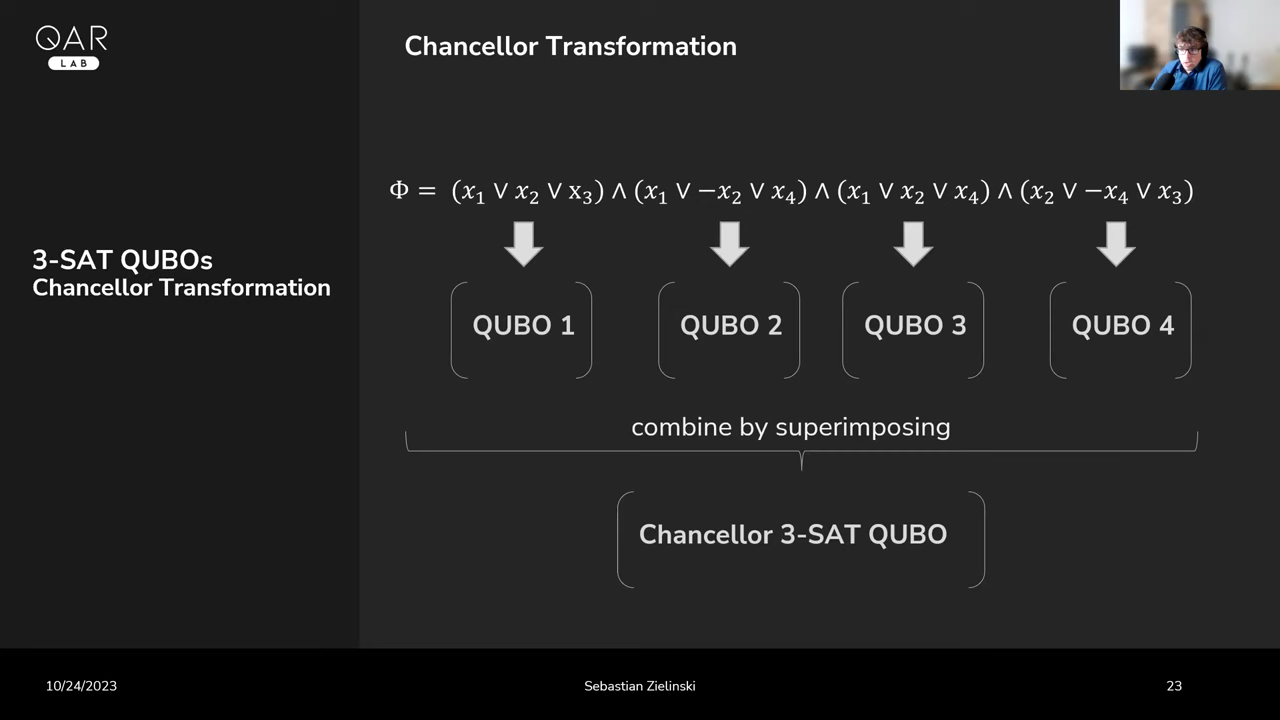 QAR
LAB
Chancellor Transformation
Φ = (x₁ ∨ x₂ ∨ x₃) ∧ (x₁ ∨ −x₂ ∨ x₄) ∧ (x₁ ∨ x₂ ∨ x₄) ∧ (x₂ ∨ −x₄ ∨ x₃)
3-SAT QUBOs
Chancellor Transformation
QUBO 1 QUBO 2 QUBO 3 QUBO 4
combine by superimposing
Chancellor 3-SAT QUBO
10/24/2023 Sebastian Zielinski 23